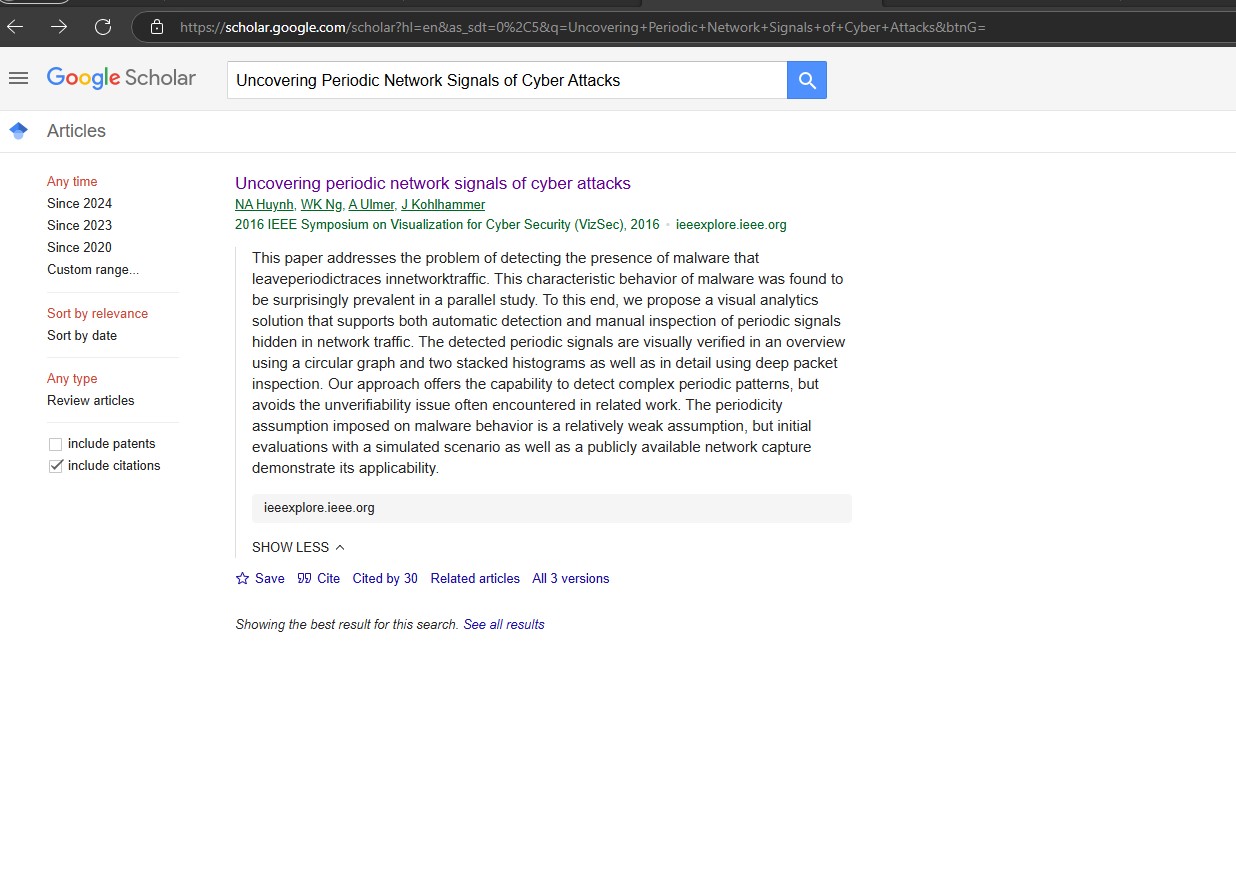 https://scholar.google.com/scholar?hl=en&as_sdt=0%2C5&q=Uncovering+Periodic+Network+Signals+of+Cyber+Attacks&btnG=
Google Scholar
Uncovering Periodic Network Signals of Cyber Attacks
Articles
Any time
Since 2024
Since 2023
Since 2020
Custom range...
Sort by relevance
Sort by date
Any type
Review articles
include patents
include citations
Uncovering periodic network signals of cyber attacks
NA Huynh, WK Ng, A Ulmer, J Kohlhammer
2016 IEEE Symposium on Visualization for Cyber Security (VizSec), 2016 • ieeexplore.ieee.org
This paper addresses the problem of detecting the presence of malware that
leaveperiodictraces innetworktraffic. This characteristic behavior of malware was found to
be surprisingly prevalent in a parallel study. To this end, we propose a visual analytics
solution that supports both automatic detection and manual inspection of periodic signals
hidden in network traffic. The detected periodic signals are visually verified in an overview
using a circular graph and two stacked histograms as well as in detail using deep packet
inspection. Our approach offers the capability to detect complex periodic patterns, but
avoids the unverifiability issue often encountered in related work. The periodicity
assumption imposed on malware behavior is a relatively weak assumption, but initial
evaluations with a simulated scenario as well as a publicly available network capture
demonstrate its applicability.
ieeexplore.ieee.org
SHOW LESS
Save Cite Cited by 30 Related articles All 3 versions
Showing the best result for this search. See all results